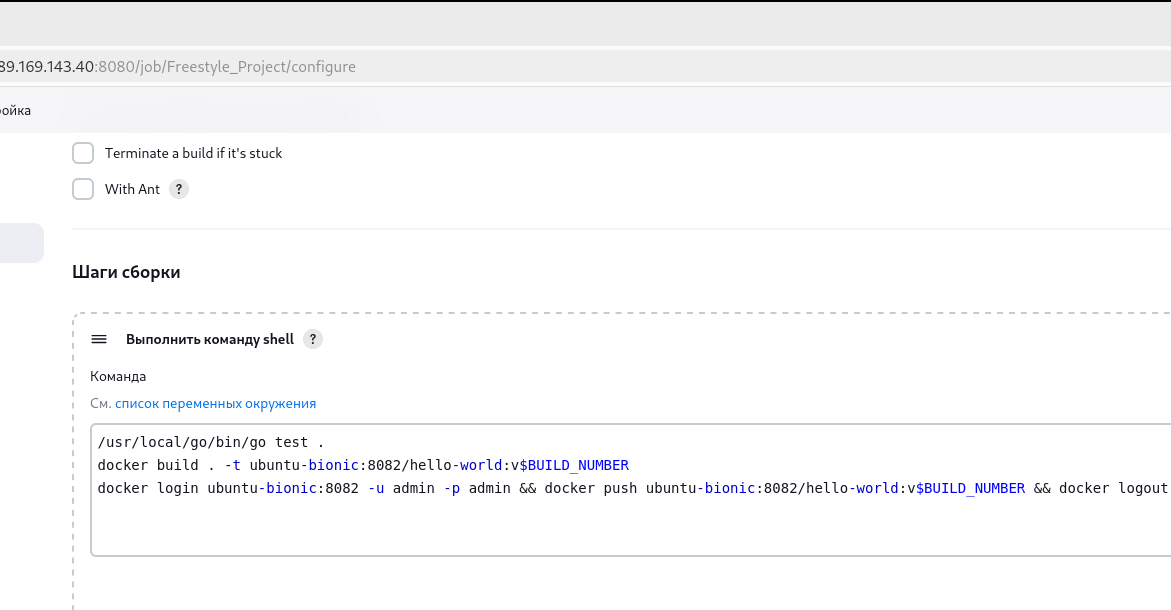 89.169.143.40:8080/job/Freestyle_Project/configure
ройка
Terminate a build if it's stuck
With Ant ?
Шаги сборки
Выполнить команду shell ?
Команда
См. список переменных окружения
/usr/local/go/bin/go test .
docker build . -t ubuntu-bionic:8082/hello-world:v$BUILD_NUMBER
docker login ubuntu-bionic:8082 -u admin -p admin && docker push ubuntu-bionic:8082/hello-world:v$BUILD_NUMBER && docker logout